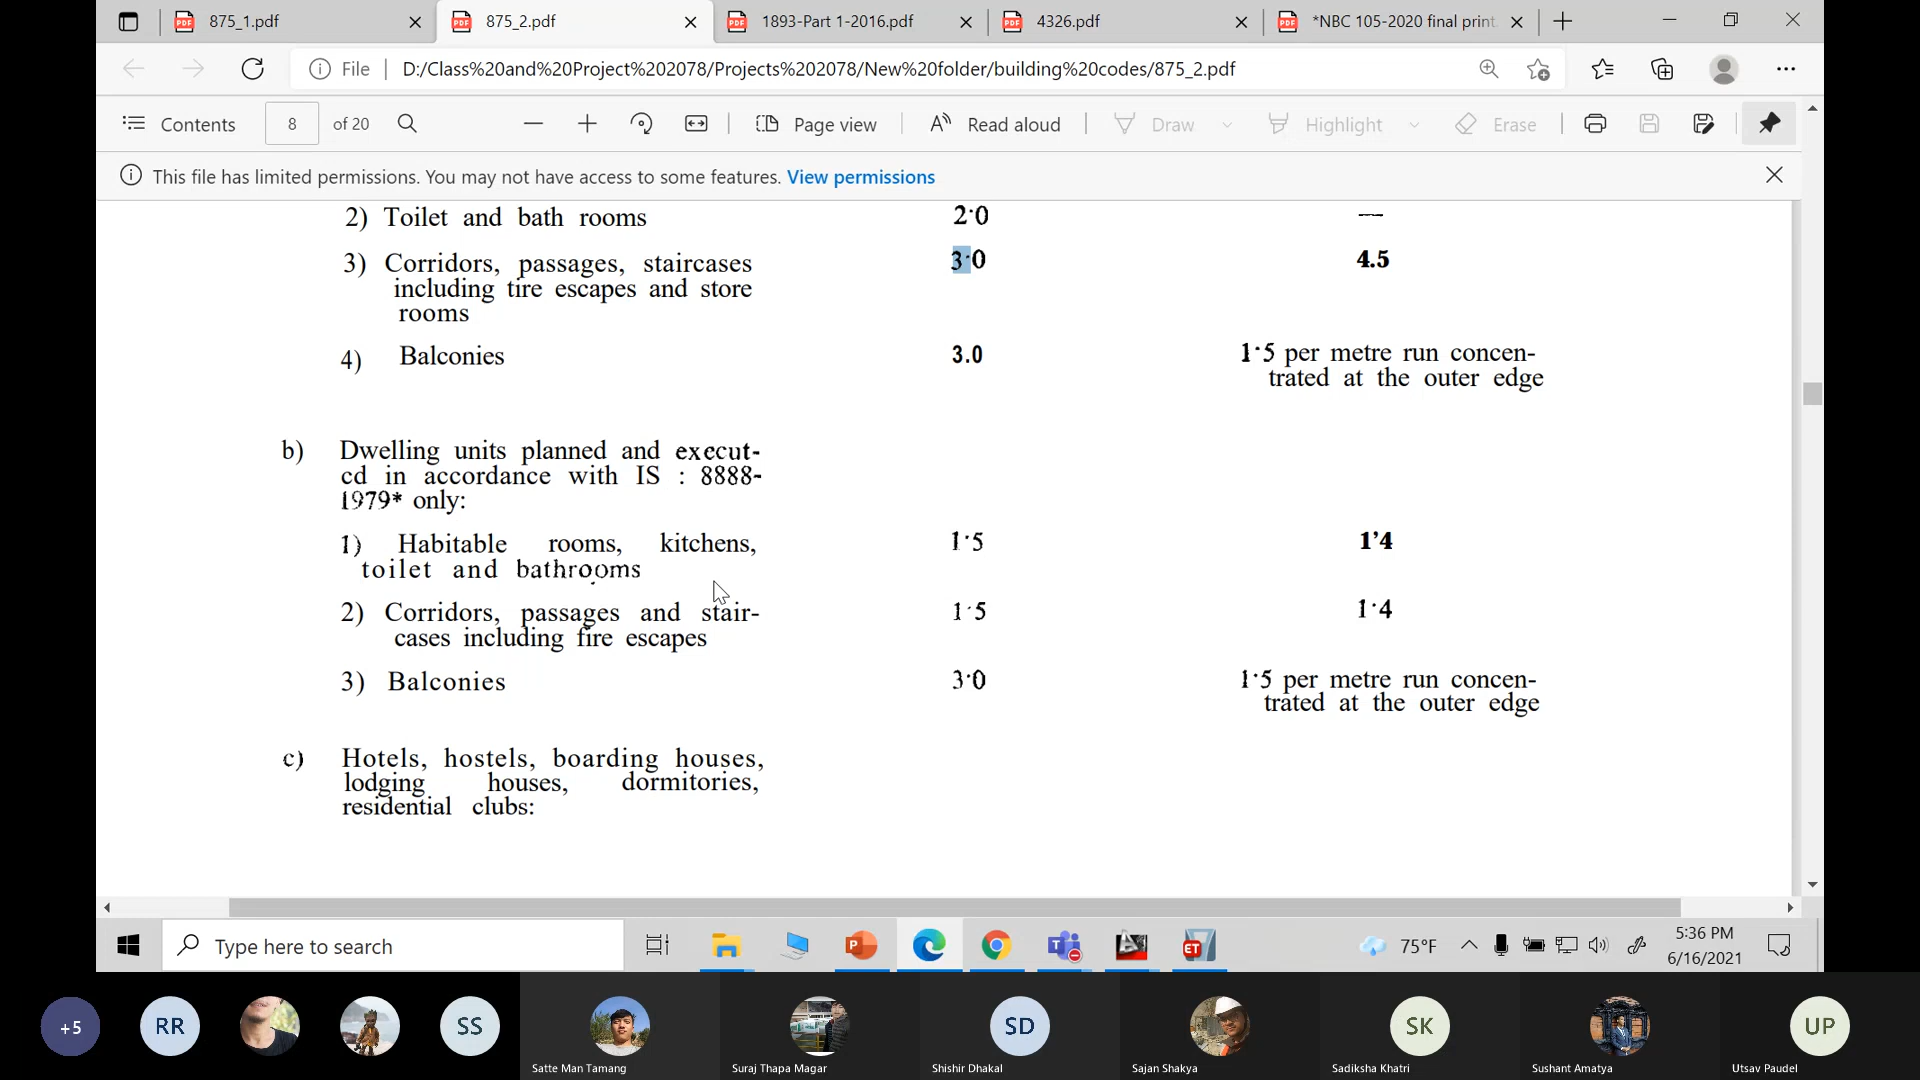 875_1.pdf
875_2.pdf
1893-Part 1-2016.pdf
4326.pdf
*NBC 105-2020 final print.
File
D:/Class%20and%20Project%202078/Projects%202078/New%20folder/building%20codes/875_2.pdf
Contents
8
of 20
Page view
Read aloud
Draw
Highlight
Erase
This file has limited permissions. You may not have access to some features. View permissions
2) Toilet and bath rooms 2·0 —
3) Corridors, passages, staircases 3·0 4.5
including tire escapes and store
rooms
4) Balconies 3.0 1·5 per metre run concen-
trated at the outer edge
b) Dwelling units planned and execut-
cd in accordance with IS : 8888-
1979* only:
1) Habitable rooms, kitchens, 1·5 1'4
toilet and bathrooms
2) Corridors, passages and stair- 1·5 1·4
cases including fire escapes
3) Balconies 3·0 1·5 per metre run concen-
trated at the outer edge
c) Hotels, hostels, boarding houses,
lodging houses, dormitories,
residential clubs:
Type here to search
75°F
5:36 PM
6/16/2021
+5
RR
SS
SD
SK
UP
Satte Man Tamang
Suraj Thapa Magar
Shishir Dhakal
Sajan Shakya
Sadiksha Khatri
Sushant Amatya
Utsav Paudel